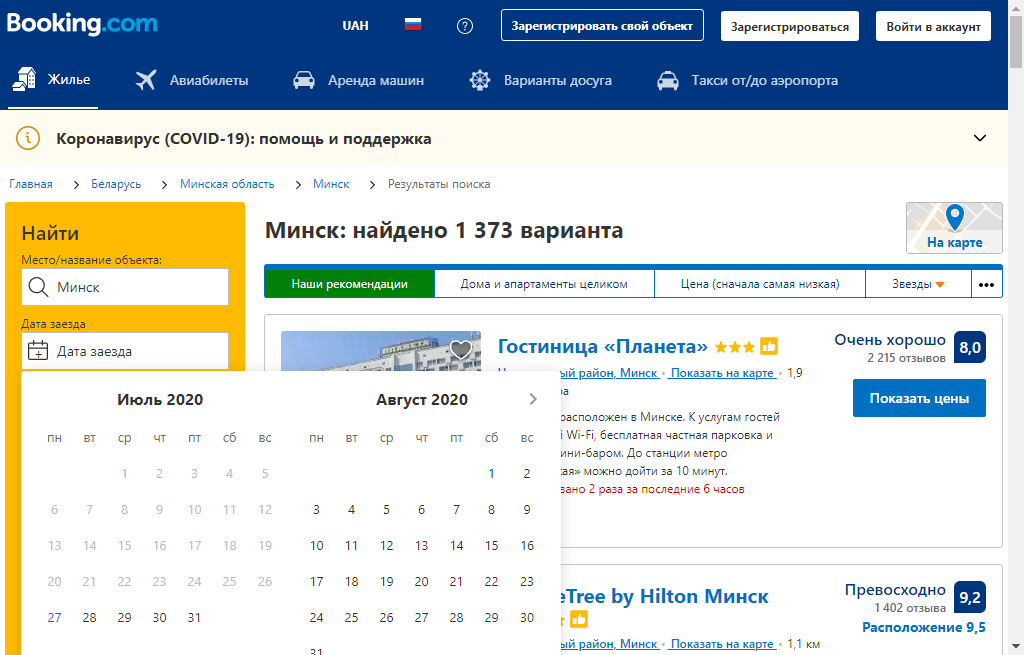 Booking.com
UAH
Зарегистрировать свой объект
Зарегистрироваться
Войти в аккаунт
Жилье
Авиабилеты
Аренда машин
Варианты досуга
Такси от/до аэропорта
Коронавирус (COVID-19): помощь и поддержка
Главная
Беларусь
Минская область
Минск
Результаты поиска
Найти
Место/название объекта:
Минск
Дата заезда
Дата заезда
Июль 2020
пн вт ср чт пт сб вс
1 2 3 4 5
6 7 8 9 10 11 12
13 14 15 16 17 18 19
20 21 22 23 24 25 26
27 28 29 30 31
Август 2020
пн вт ср чт пт сб вс
1 2
3 4 5 6 7 8 9
10 11 12 13 14 15 16
17 18 19 20 21 22 23
24 25 26 27 28 29 30
31
Минск: найдено 1 373 варианта
На карте
Наши рекомендации
Дома и апартаменты целиком
Цена (сначала самая низкая)
Звезды
ПЛАНЕТА
Гостиница «Планета»
ый район, Минск • Показать на карте • 1,9
расположен в Минске. К услугам гостей
Wi-Fi, бесплатная частная парковка и
ини-баром. До станции метро
кая» можно дойти за 10 минут.
вано 2 раза за последние 6 часов
Очень хорошо
2 215 отзывов
8,0
Показать цены
eTree by Hilton Минск
ый район, Минск • Показать на карте • 1,1 км
Превосходно
1 402 отзыва
9,2
Расположение 9,5